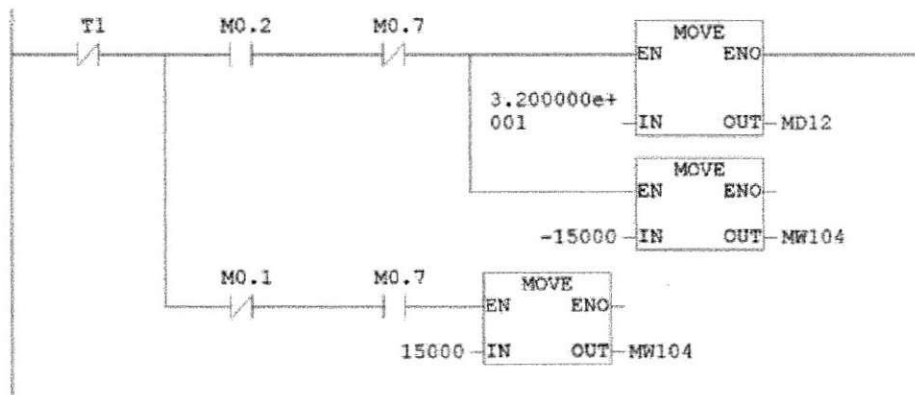 T1 M0.2 M0.7
MOVE
EN ENO
3.200000e+
001 IN OUT MD12
MOVE
EN ENO
-15000 IN OUT MW104
M0.1 M0.7
MOVE
EN ENO
15000 IN OUT MW104